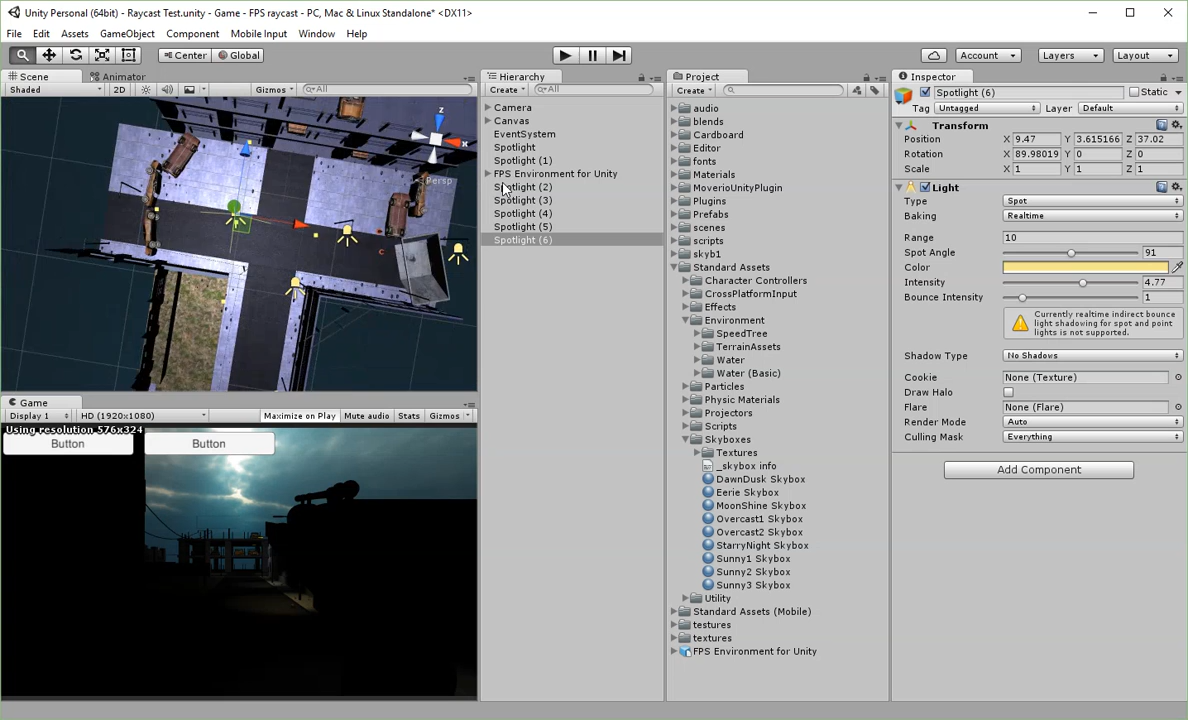 Unity Personal (64bit) - Raycast Test.unity - Game - FPS raycast - PC, Mac & Linux Standalone* <DX11>
File Edit Assets GameObject Component Mobile Input Window Help
Center Global Account Layers Layout
Scene Animator
Shaded 2D Gizmos All
z
x
Persp
Game
Display 1 HD (1920x1080) Maximize on Play Mute audio Stats Gizmos
Using resolution 576x324
Button Button
Hierarchy
Create All
Camera
Canvas
EventSystem
Spotlight
Spotlight (1)
FPS Environment for Unity
Spotlight (2)
Spotlight (3)
Spotlight (4)
Spotlight (5)
Spotlight (6)
Project
Create
audio
blends
Cardboard
Editor
fonts
Materials
MoverioUnityPlugin
Plugins
Prefabs
scenes
scripts
skyb1
Standard Assets
Character Controllers
CrossPlatformInput
Effects
Environment
SpeedTree
TerrainAssets
Water
Water (Basic)
Particles
Physic Materials
Projectors
Scripts
Skyboxes
Textures
_skybox info
DawnDusk Skybox
Eerie Skybox
MoonShine Skybox
Overcast1 Skybox
Overcast2 Skybox
StarryNight Skybox
Sunny1 Skybox
Sunny2 Skybox
Sunny3 Skybox
Utility
Standard Assets (Mobile)
testures
textures
FPS Environment for Unity
Inspector
Spotlight (6) Static
Tag Untagged Layer Default
Transform
Position X 9.47 Y 3.615166 Z 37.02
Rotation X 89.98019 Y 0 Z 0
Scale X 1 Y 1 Z 1
Light
Type Spot
Baking Realtime
Range 10
Spot Angle 91
Color
Intensity 4.77
Bounce Intensity 1
Currently realtime indirect bounce
light shadowing for spot and point
lights is not supported.
Shadow Type No Shadows
Cookie None (Texture)
Draw Halo
Flare None (Flare)
Render Mode Auto
Culling Mask Everything
Add Component